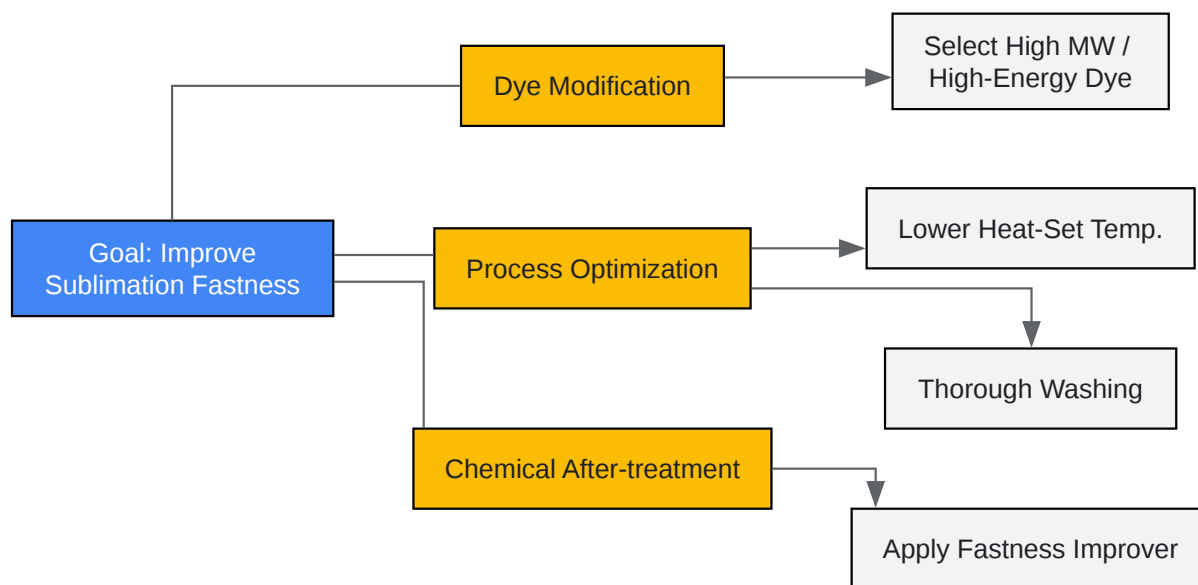 Dye Modification
Select High MW /
High-Energy Dye
Goal: Improve
Sublimation Fastness
Process Optimization
Lower Heat-Set Temp.
Thorough Washing
Chemical After-treatment
Apply Fastness Improver